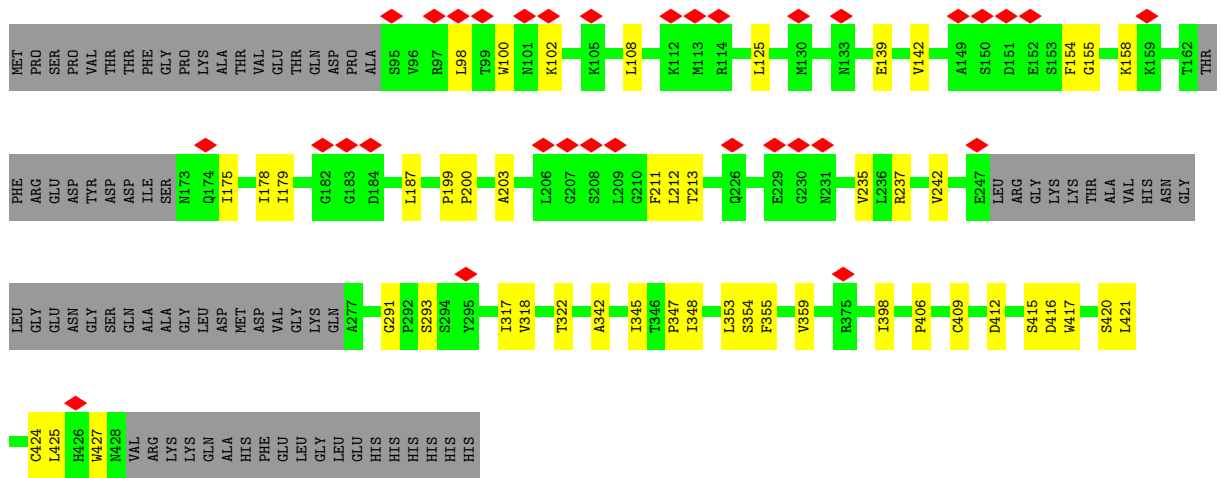 MET PRO SER PRO VAL THR THR PHE GLY PRO LYS ALA THR VAL GLU THR THR GLN ASP PRO ALA S95 V96 R97 L98 T99 W100 N101 K102 K105 L108 K112 M113 R114 L125 M130 N133 E139 V142 A149 S150 D151 E152 S153 F154 G155 K158 K159 T162 THR
PHE ARG GLU ASP TYR ASP ASP ILE SER N173 Q174 I175 I178 I179 G182 G183 D184 L187 P199 P200 A203 L206 G207 S208 L209 G210 F211 L212 T213 Q226 E229 G230 N231 V235 L236 R237 V242 E247 LEU ARG GLY LYS LYS THR ALA VAL HIS ASN GLY
LEU GLY GLU ASN GLY SER GLN ALA ALA GLY LEU ASP MET ASP VAL GLY LYS GLN A277 G291 P292 S293 S294 Y295 I317 V318 T322 A342 I345 T346 P347 I348 L353 S354 F355 V359 R375 I398 P406 C409 D412 S415 D416 W417 S420 L421
C424 L425 H426 W427 N428 VAL ARG LYS LYS GLN ALA HIS PHE GLU LEU GLY LEU GLU HIS HIS HIS HIS HIS HIS